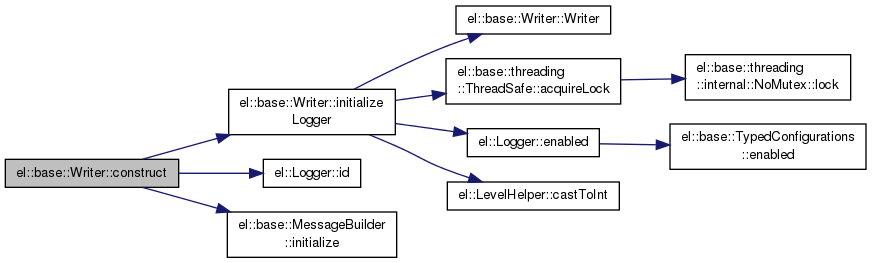 el::base::Writer::construct
el::base::Writer::initialize
Logger
el::Logger::id
el::base::MessageBuilder
::initialize
el::base::Writer::Writer
el::base::threading
::ThreadSafe::acquireLock
el::Logger::enabled
el::LevelHelper::castToInt
el::base::threading
::internal::NoMutex::lock
el::base::TypedConfigurations
::enabled